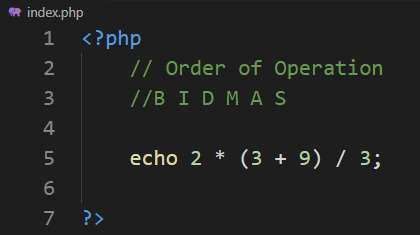 index.php
1 <?php
2 // Order of Operation
3 //B I D M A S
4
5 echo 2 * (3 + 9) / 3;
6
7 ?>